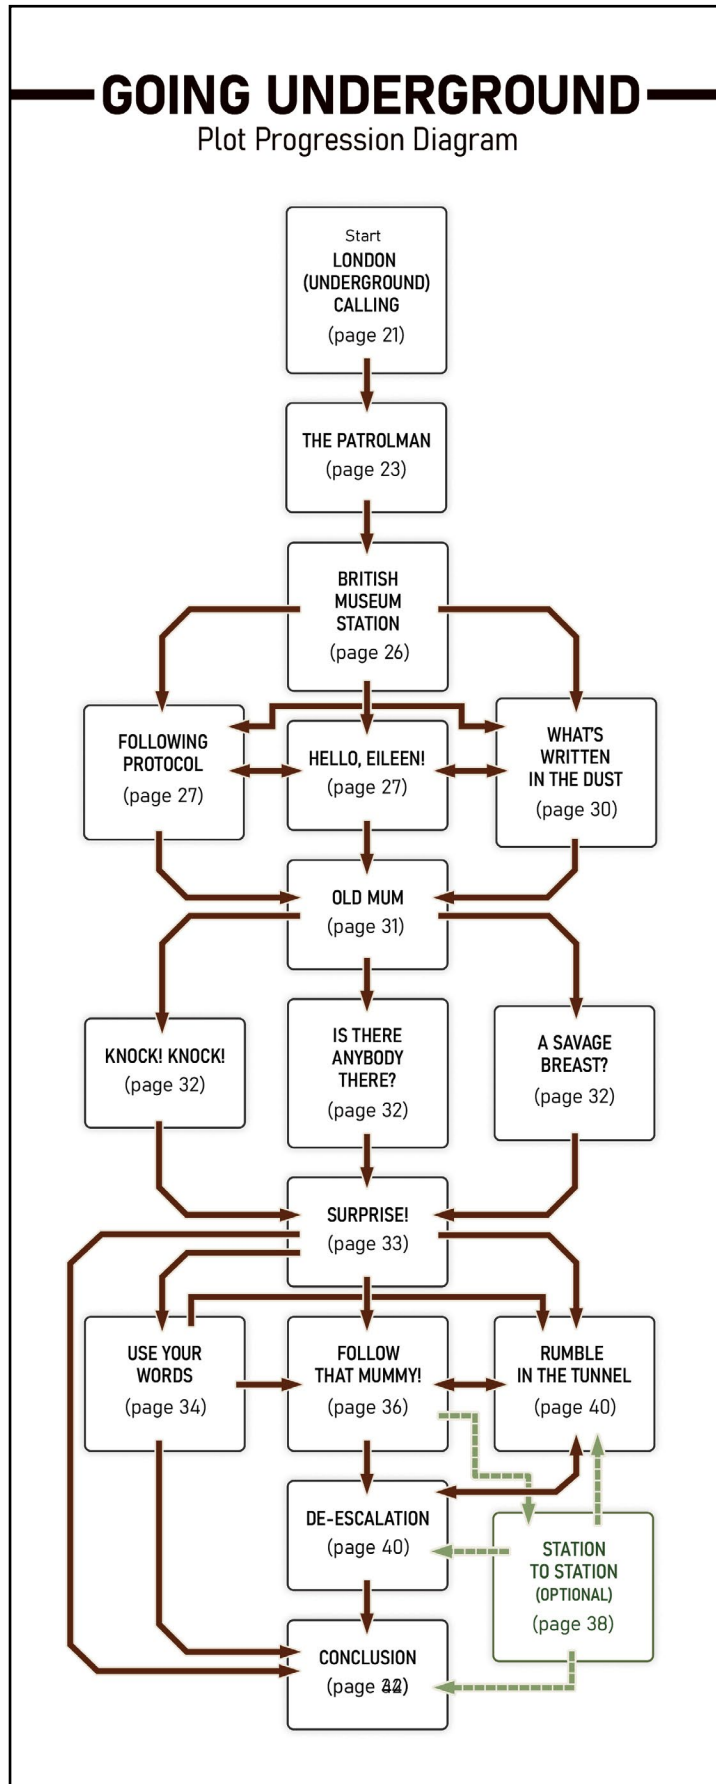 GOING UNDERGROUND
Plot Progression Diagram
Start
LONDON
(UNDERGROUND)
CALLING
(page 21)
THE PATROLMAN
(page 23)
BRITISH
MUSEUM
STATION
(page 26)
FOLLOWING
PROTOCOL
(page 27)
HELLO, EILEEN!
(page 27)
WHAT'S
WRITTEN
IN THE DUST
(page 30)
OLD MUM
(page 31)
KNOCK! KNOCK!
(page 32)
IS THERE
ANYBODY
THERE?
(page 32)
A SAVAGE
BREAST?
(page 32)
SURPRISE!
(page 33)
USE YOUR
WORDS
(page 34)
FOLLOW
THAT MUMMY!
(page 36)
RUMBLE
IN THE TUNNEL
(page 40)
DE-ESCALATION
(page 40)
STATION
TO STATION
(OPTIONAL)
(page 38)
CONCLUSION
(page